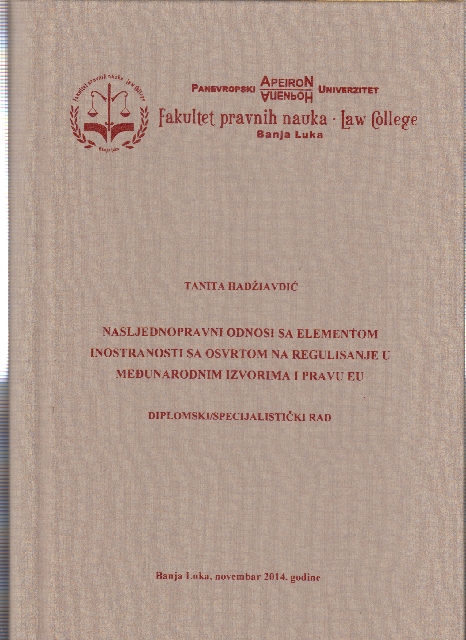 PANEVROPSKI APEIRON UNIVERZITET
Fakultet pravnih nauka · Law College
Banja Luka
TANITA HADŽIAVDIĆ
NASLJEDNOPRAVNI ODNOSI SA ELEMENTOM
INOSTRANOSTI SA OSVRTOM NA REGULISANJE U
MEĐUNARODNIM IZVORIMA I PRAVU EU
DIPLOMSKI/SPECIJALISTIČKI RAD
Banja Luka, novembar 2014. godine